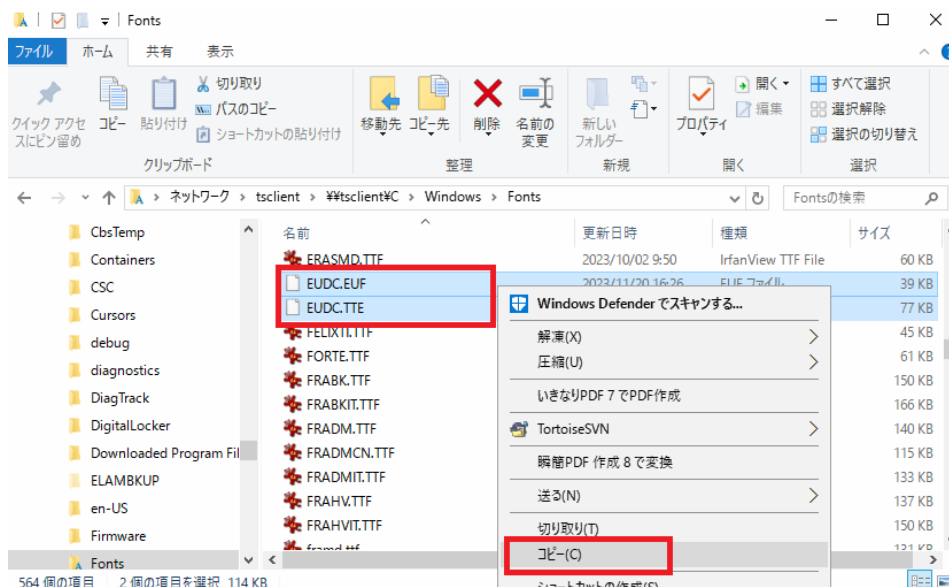 Fonts
ファイル ホーム 共有 表示
クイック アクセスにピン留め
コピー
貼り付け
切り取り
パスのコピー
ショートカットの貼り付け
クリップボード
移動先
コピー先
削除
名前の変更
整理
新しいフォルダー
新規
プロパティ
開く
編集
開く
すべて選択
選択解除
選択の切り替え
選択
ネットワーク > tsclient > ¥¥tsclient¥C > Windows > Fonts
Fontsの検索
CbsTemp
Containers
CSC
Cursors
debug
diagnostics
DiagTrack
DigitalLocker
Downloaded Program Fil
ELAMBKUP
en-US
Firmware
Fonts
名前 更新日時 種類 サイズ
ERASMD.TTF 2023/10/02 9:50 IrfanView TTF File 60 KB
EUDC.EUF 2023/11/20 16:26 EUF ファイル 39 KB
EUDC.TTE 77 KB
FELIXTI.TTF 45 KB
FORTE.TTF 61 KB
FRABK.TTF 150 KB
FRABKIT.TTF 166 KB
FRADM.TTF 140 KB
FRADMCN.TTF 115 KB
FRADMIT.TTF 133 KB
FRAHV.TTF 137 KB
FRAHVIT.TTF 150 KB
framd.ttf 131 KB
Windows Defender でスキャンする...
解凍(X)
圧縮(U)
いきなりPDF 7 でPDF作成
TortoiseSVN
瞬簡PDF 作成 8 で変換
送る(N)
切り取り(T)
コピー(C)
ショートカットの作成(S)
564 個の項目 2 個の項目を選択 114 KB